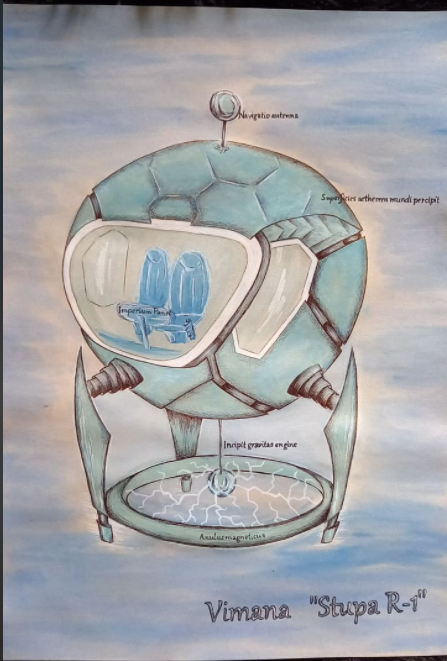 Navigatio antenna
Superficies aetherem mundi percipit
Imperium Panel
Incipit gravitas engine
Anulus magneticus
Vimana "Stupa R-1"